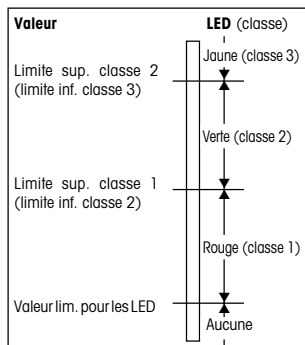 Valeur LED (classe)
Jaune (classe 3)
Limite sup. classe 2
(limite inf. classe 3)
Verte (classe 2)
Limite sup. classe 1
(limite inf. classe 2)
Rouge (classe 1)
Valeur lim. pour les LED
Aucune